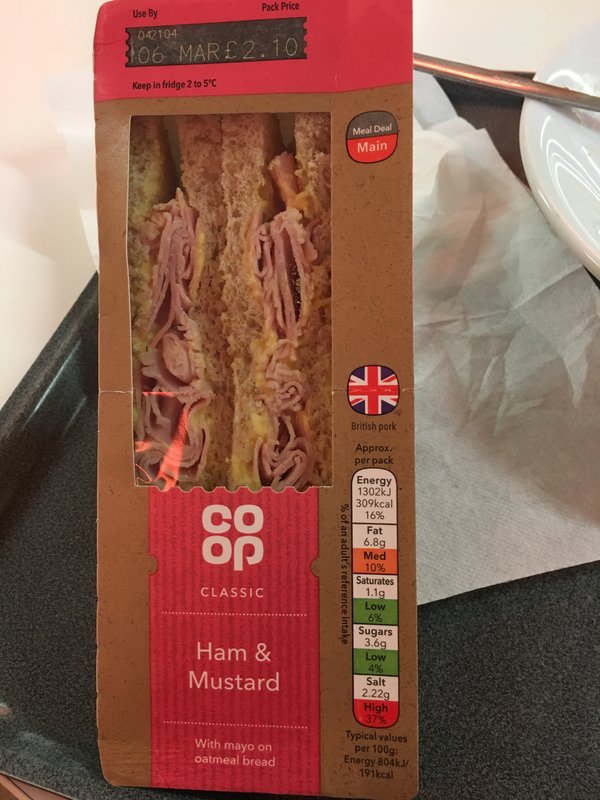 Use By
Pack Price
042104
06 MAR £2.10
Keep in fridge 2 to 5°C
Meal Deal
Main
British pork
Approx.
per pack
Energy
1302kJ
309kcal
16%
Fat
6.8g
Med
10%
Saturates
1.1g
Low
6%
Sugars
3.6g
Low
4%
Salt
2.22g
High
37%
% of an adult's reference intake
Typical values
per 100g:
Energy 804kJ/
191kcal
CO
OP
CLASSIC
Ham &
Mustard
With mayo on
oatmeal bread